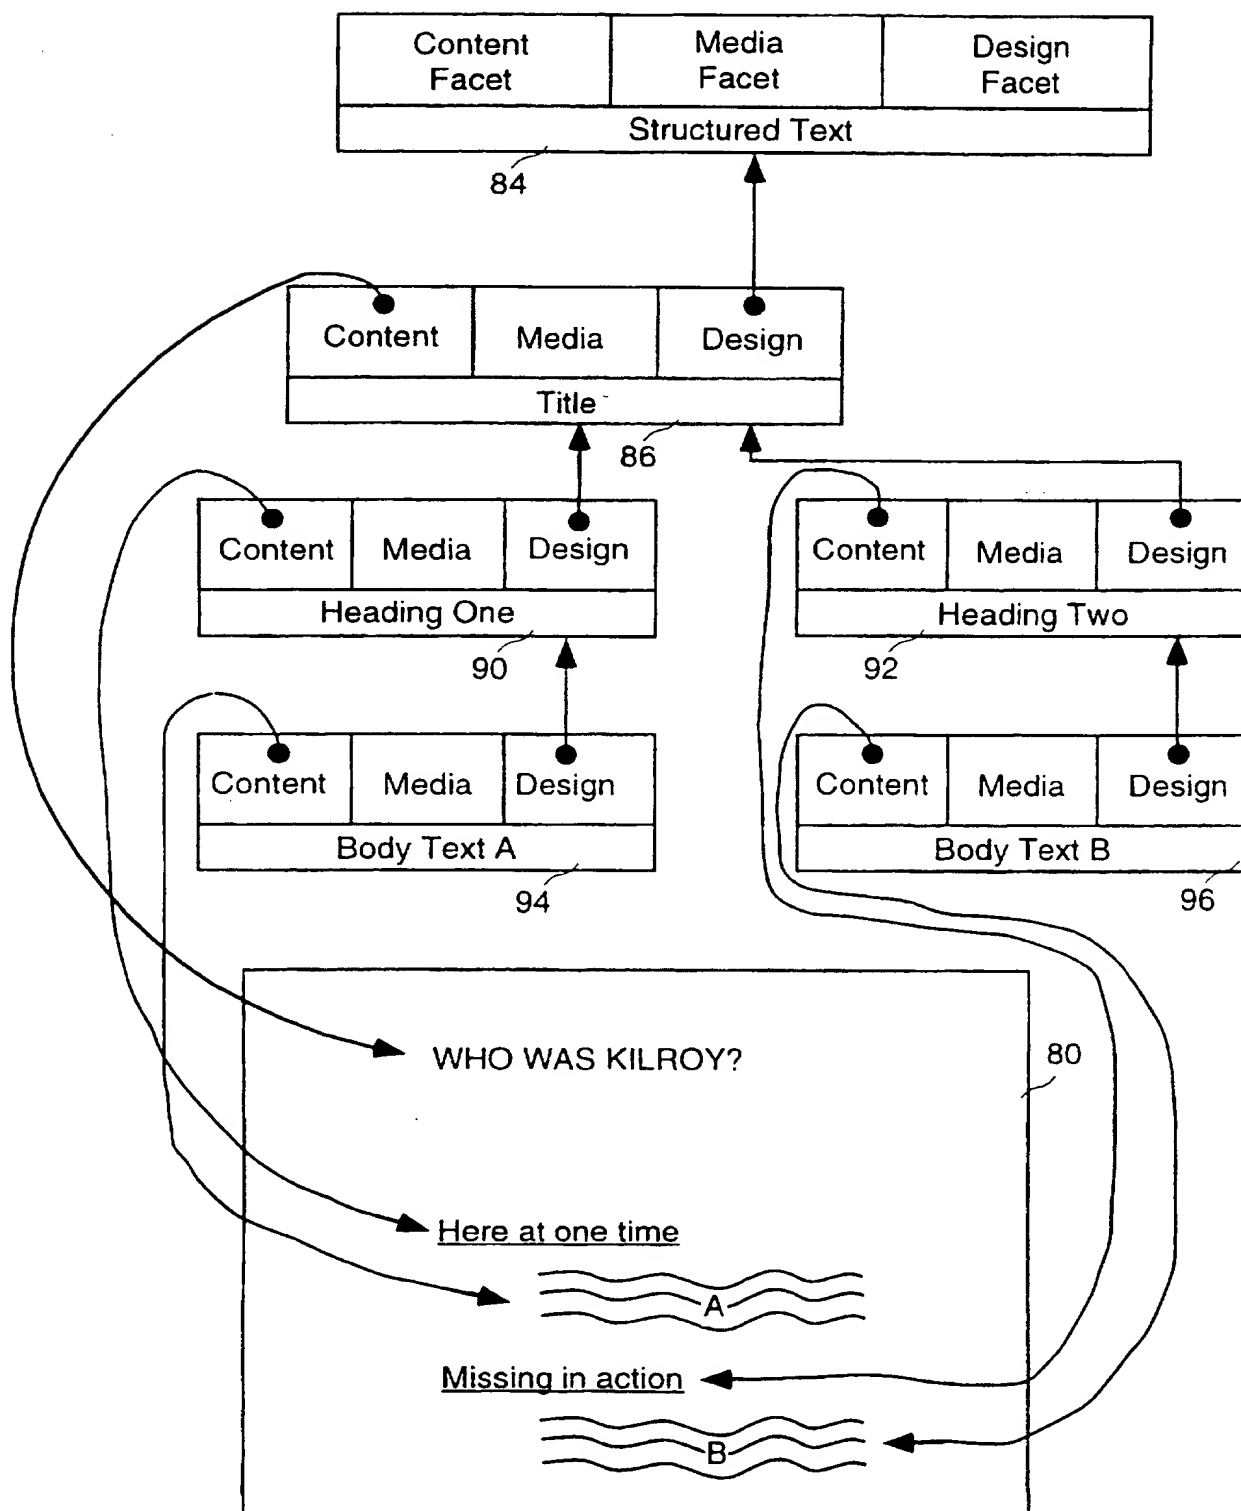 Content Facet
Media Facet
Design Facet
Structured Text
84
Content
Media
Design
Title
86
Content
Media
Design
Heading One
90
Content
Media
Design
Heading Two
92
Content
Media
Design
Body Text A
94
Content
Media
Design
Body Text B
96
WHO WAS KILROY?
80
Here at one time
A
Missing in action
B